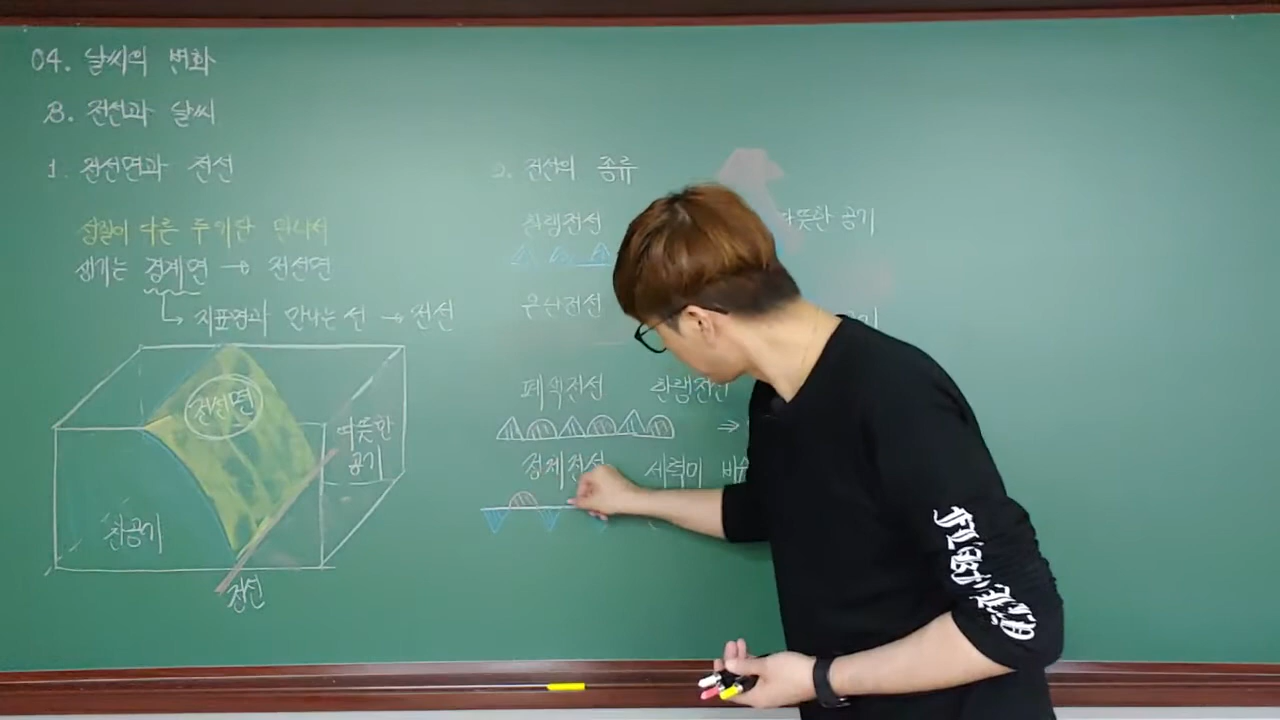 04. 날씨의 변화
B. 전선과 날씨
1. 전선면과 전선
성질이 다른 두 기단 만나서
생기는 경계면 → 전선면
→ 지표면과 만나는 선 → 전선
전선면
따뜻한
공기
찬공기
전선
2. 전선의 종류
한랭전선
따뜻한 공기
온난전선
폐색전선 한랭전선
⇒
정체전선 세력이 비슷